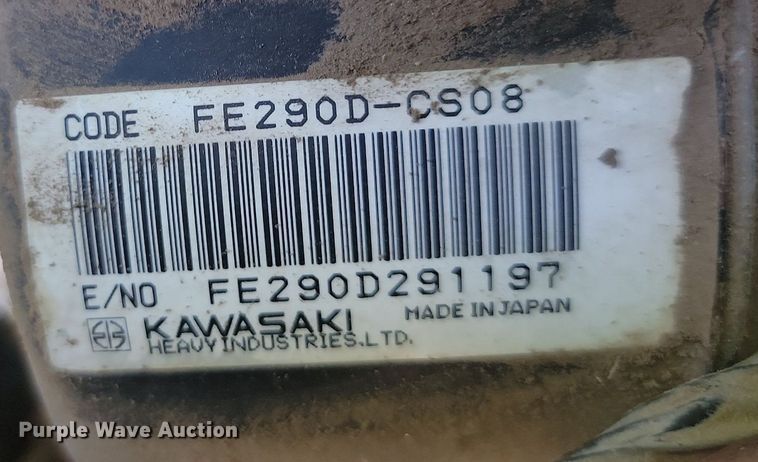 CODE FE290D-CS08
E/NO FE290D291197
KAWASAKI MADE IN JAPAN
HEAVY INDUSTRIES.LTD.
Purple Wave Auction